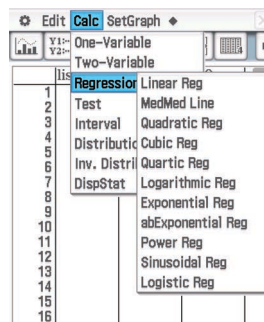 Edit Calc SetGraph
Y1:
One-Variable
Two-Variable
Regression
Test
Interval
Inv.
DispStat
Linear Reg
MedMed Line
Quadratic Reg
Cubic Reg
Quartic Reg
Logarithmic Reg
Exponential Reg
abExponential Reg
Power Reg
Sinusoidal Reg
Logistic Reg
1
2
3
4
5
6
7
8
9
10
11
12
13
14
15
16